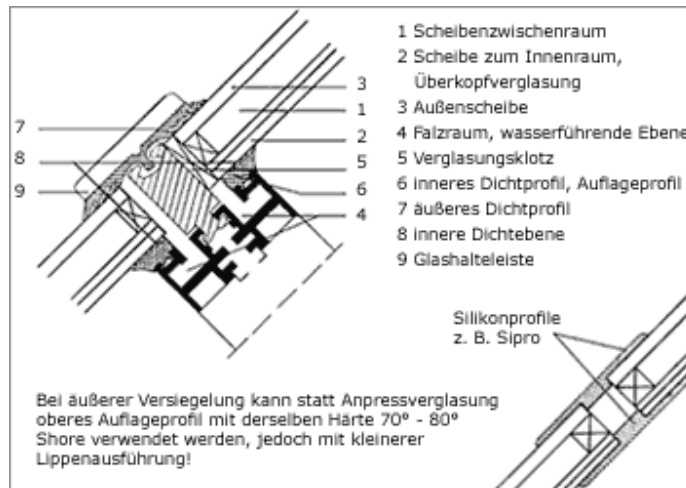 1 Scheibenzwischenraum
2 Scheibe zum Innenraum,
Überkopfverglasung
3 Außenscheibe
4 Falzraum, wasserführende Ebene
5 Verglasungsklotz
6 inneres Dichtprofil, Auflageprofil
7 äußeres Dichtprofil
8 innere Dichtebene
9 Glashalteleiste
3
1
2
5
6
4
7
8
9
Silikonprofile
z. B. Sipro
Bei äußerer Versiegelung kann statt Anpressverglasung
oberes Auflageprofil mit derselben Härte 70° - 80°
Shore verwendet werden, jedoch mit kleinerer
Lippenausführung!